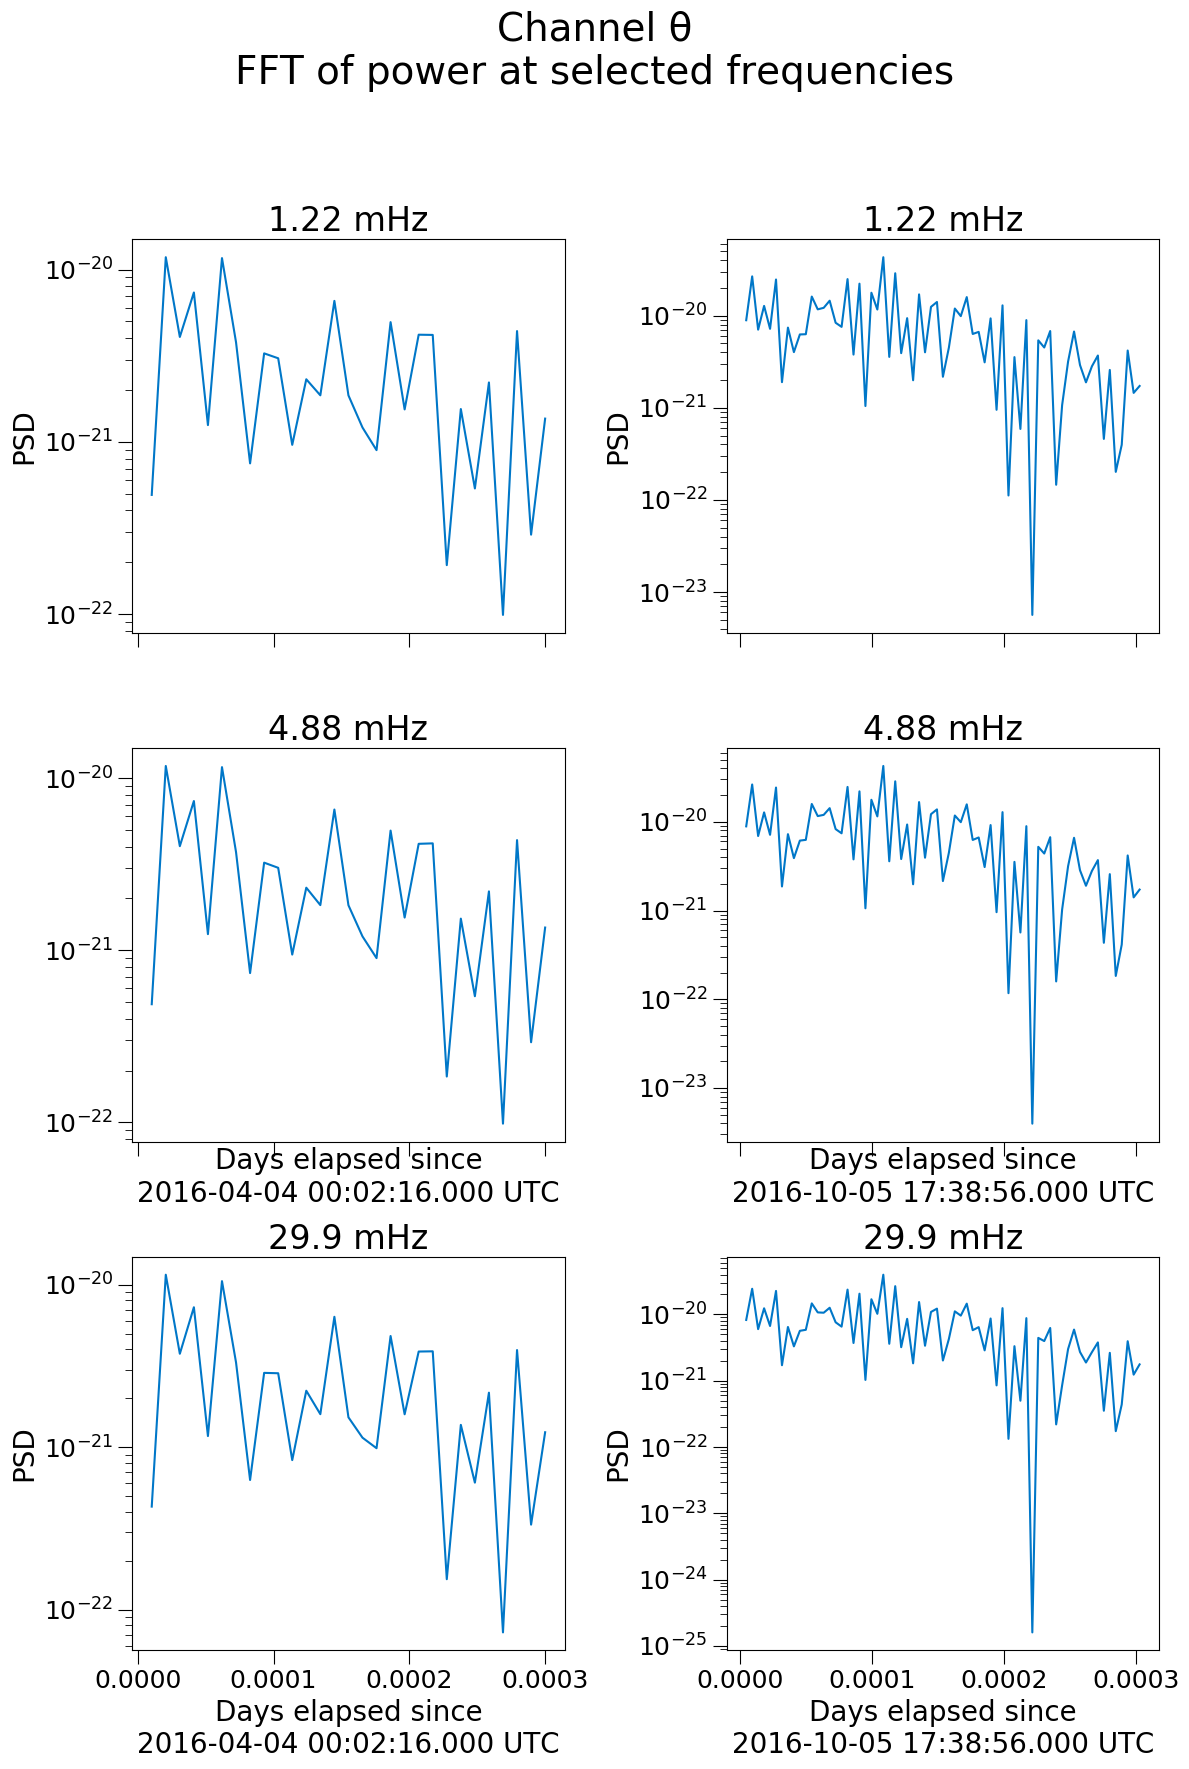 Channel θ
FFT of power at selected frequencies
1.22 mHz
PSD
10⁻²⁰
10⁻²¹
10⁻²²
1.22 mHz
PSD
10⁻²⁰
10⁻²¹
10⁻²²
10⁻²³
4.88 mHz
10⁻²⁰
10⁻²¹
10⁻²²
Days elapsed since
2016-04-04 00:02:16.000 UTC
4.88 mHz
10⁻²⁰
10⁻²¹
10⁻²²
10⁻²³
Days elapsed since
2016-10-05 17:38:56.000 UTC
29.9 mHz
PSD
10⁻²⁰
10⁻²¹
10⁻²²
0.0000 0.0001 0.0002 0.0003
Days elapsed since
2016-04-04 00:02:16.000 UTC
29.9 mHz
PSD
10⁻²⁰
10⁻²¹
10⁻²²
10⁻²³
10⁻²⁴
10⁻²⁵
0.0000 0.0001 0.0002 0.0003
Days elapsed since
2016-10-05 17:38:56.000 UTC